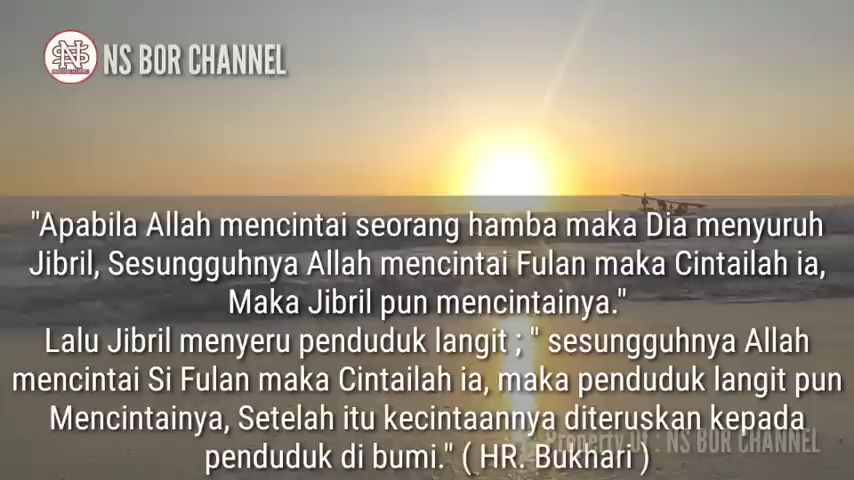 NS BOR CHANNEL
"Apabila Allah mencintai seorang hamba maka Dia menyuruh
Jibril, Sesungguhnya Allah mencintai Fulan maka Cintailah ia,
Maka Jibril pun mencintainya."
Lalu Jibril menyeru penduduk langit ; " sesungguhnya Allah
mencintai Si Fulan maka Cintailah ia, maka penduduk langit pun
Mencintainya, Setelah itu kecintaannya diteruskan kepada
penduduk di bumi." ( HR. Bukhari )
Property Of : NS BOR CHANNEL